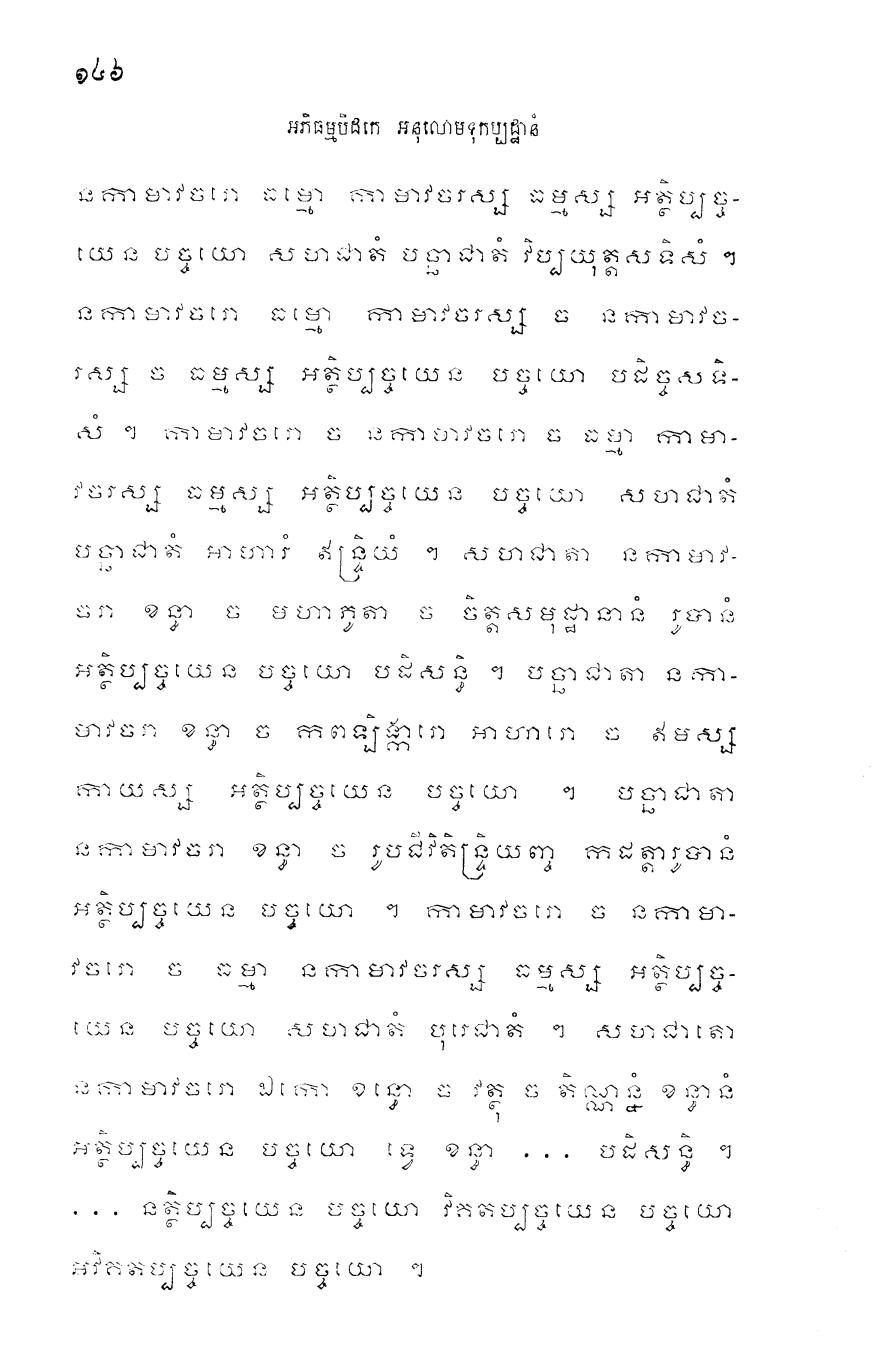 ១៤៦
អភិធម្មបិដកេ អនុលោមទុកប្បដ្ឋានំ
នកាមាវចរោ ធម្មោ កាមាវចរស្ស ធម្មស្ស អត្ថិប្បច្ច-
យេន បច្ចយោ សហជាតំ បច្ឆាជាតំ វិប្បយុត្តសទិសំ ។
នកាមាវចរោ ធម្មោ កាមាវចរស្ស ច នកាមាវច-
រស្ស ច ធម្មស្ស អត្ថិប្បច្ចយេន បច្ចយោ បដិច្ចសទិ-
សំ ។ កាមាវចរោ ច នកាមាវចរោ ច ធម្មា កាមា-
វចរស្ស ធម្មស្ស អត្ថិប្បច្ចយេន បច្ចយោ សហជាតំ
បច្ឆាជាតំ អាហារំ ឥន្ទ្រិយំ ។ សហជាតា នកាមាវ-
ចរា ខន្ធា ច មហាភូតា ច ចិត្តសមុដ្ឋានានំ រូបានំ
អត្ថិប្បច្ចយេន បច្ចយោ បដិសន្ធិ ។ បច្ឆាជាតា នកា-
មាវចរា ខន្ធា ច កពឡិង្ការោ អាហារោ ច ឥមស្ស
កាយស្ស អត្ថិប្បច្ចយេន បច្ចយោ ។ បច្ឆាជាតា
នកាមាវចរា ខន្ធា ច រូបជីវិតិន្ទ្រិយញ្ច កដត្តារូបានំ
អត្ថិប្បច្ចយេន បច្ចយោ ។ កាមាវចរោ ច នកាមា-
វចរោ ច ធម្មា នកាមាវចរស្ស ធម្មស្ស អត្ថិប្បច្ច-
យេន បច្ចយោ សហជាតំ បុរេជាតំ ។ សហជាតោ
នកាមាវចរោ ឯកោ ខន្ធោ ច វត្ថុ ច តិណ្ណន្នំ ខន្ធានំ
អត្ថិប្បច្ចយេន បច្ចយោ ទ្វេ ខន្ធា ... បដិសន្ធិ ។
... នត្ថិប្បច្ចយេន បច្ចយោ វិគតប្បច្ចយេន បច្ចយោ
អវិគតប្បច្ចយេន បច្ចយោ ។